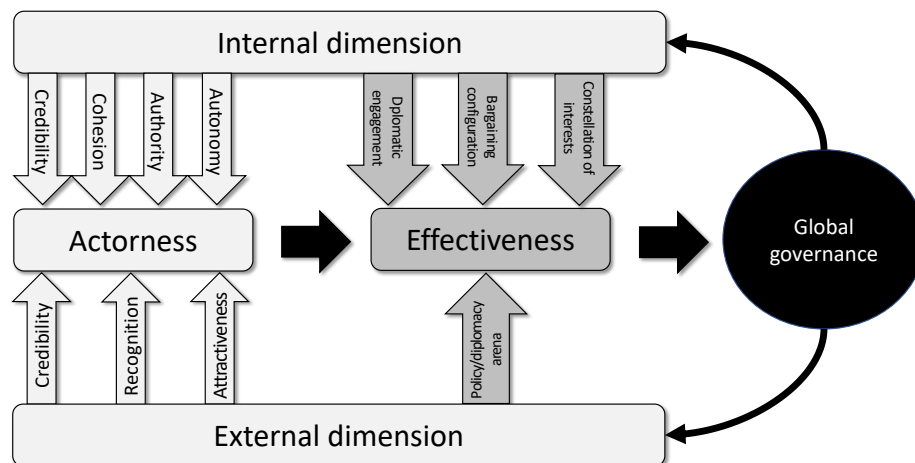 Internal dimension
Credibility
Cohesion
Authority
Autonomy
Dplomatic
engagement
Bargaining
configuration
Constellation of
interests
Actorness
Effectiveness
Global
governance
Credibility
Recognition
Attractiveness
Policy/diplomacy
arena
External dimension